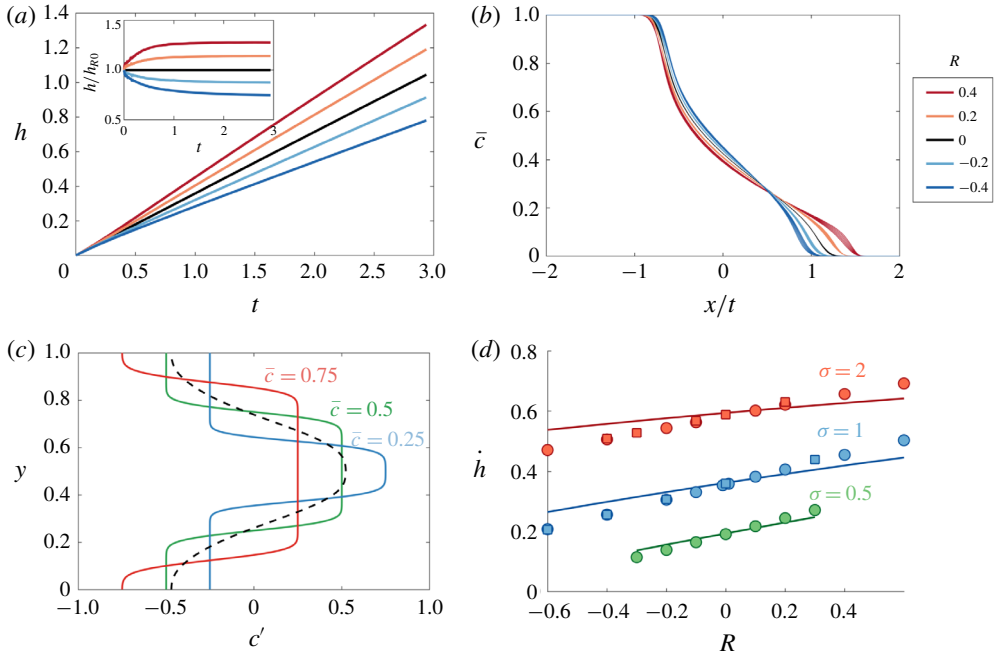 (a)
1.4
1.2
1.0
0.8
0.6
0.4
0.2
0
h
0.5
1.0
1.5
2.0
2.5
3.0
t
1.5
1.0
0.5
h/h_{R0}
0
1
2
3
t
(b)
1.0
0.8
0.6
0.4
0.2
0
c̄
−2
−1
0
1
2
x/t
R
0.4
0.2
0
−0.2
−0.4
(c)
1.0
0.8
0.6
0.4
0.2
0
y
c̄ = 0.75
c̄ = 0.5
c̄ = 0.25
−1.0
−0.5
0
0.5
1.0
c′
(d)
0.8
0.6
0.4
0.2
0
ḣ
σ = 2
σ = 1
σ = 0.5
−0.6
−0.4
−0.2
0
0.2
0.4
R